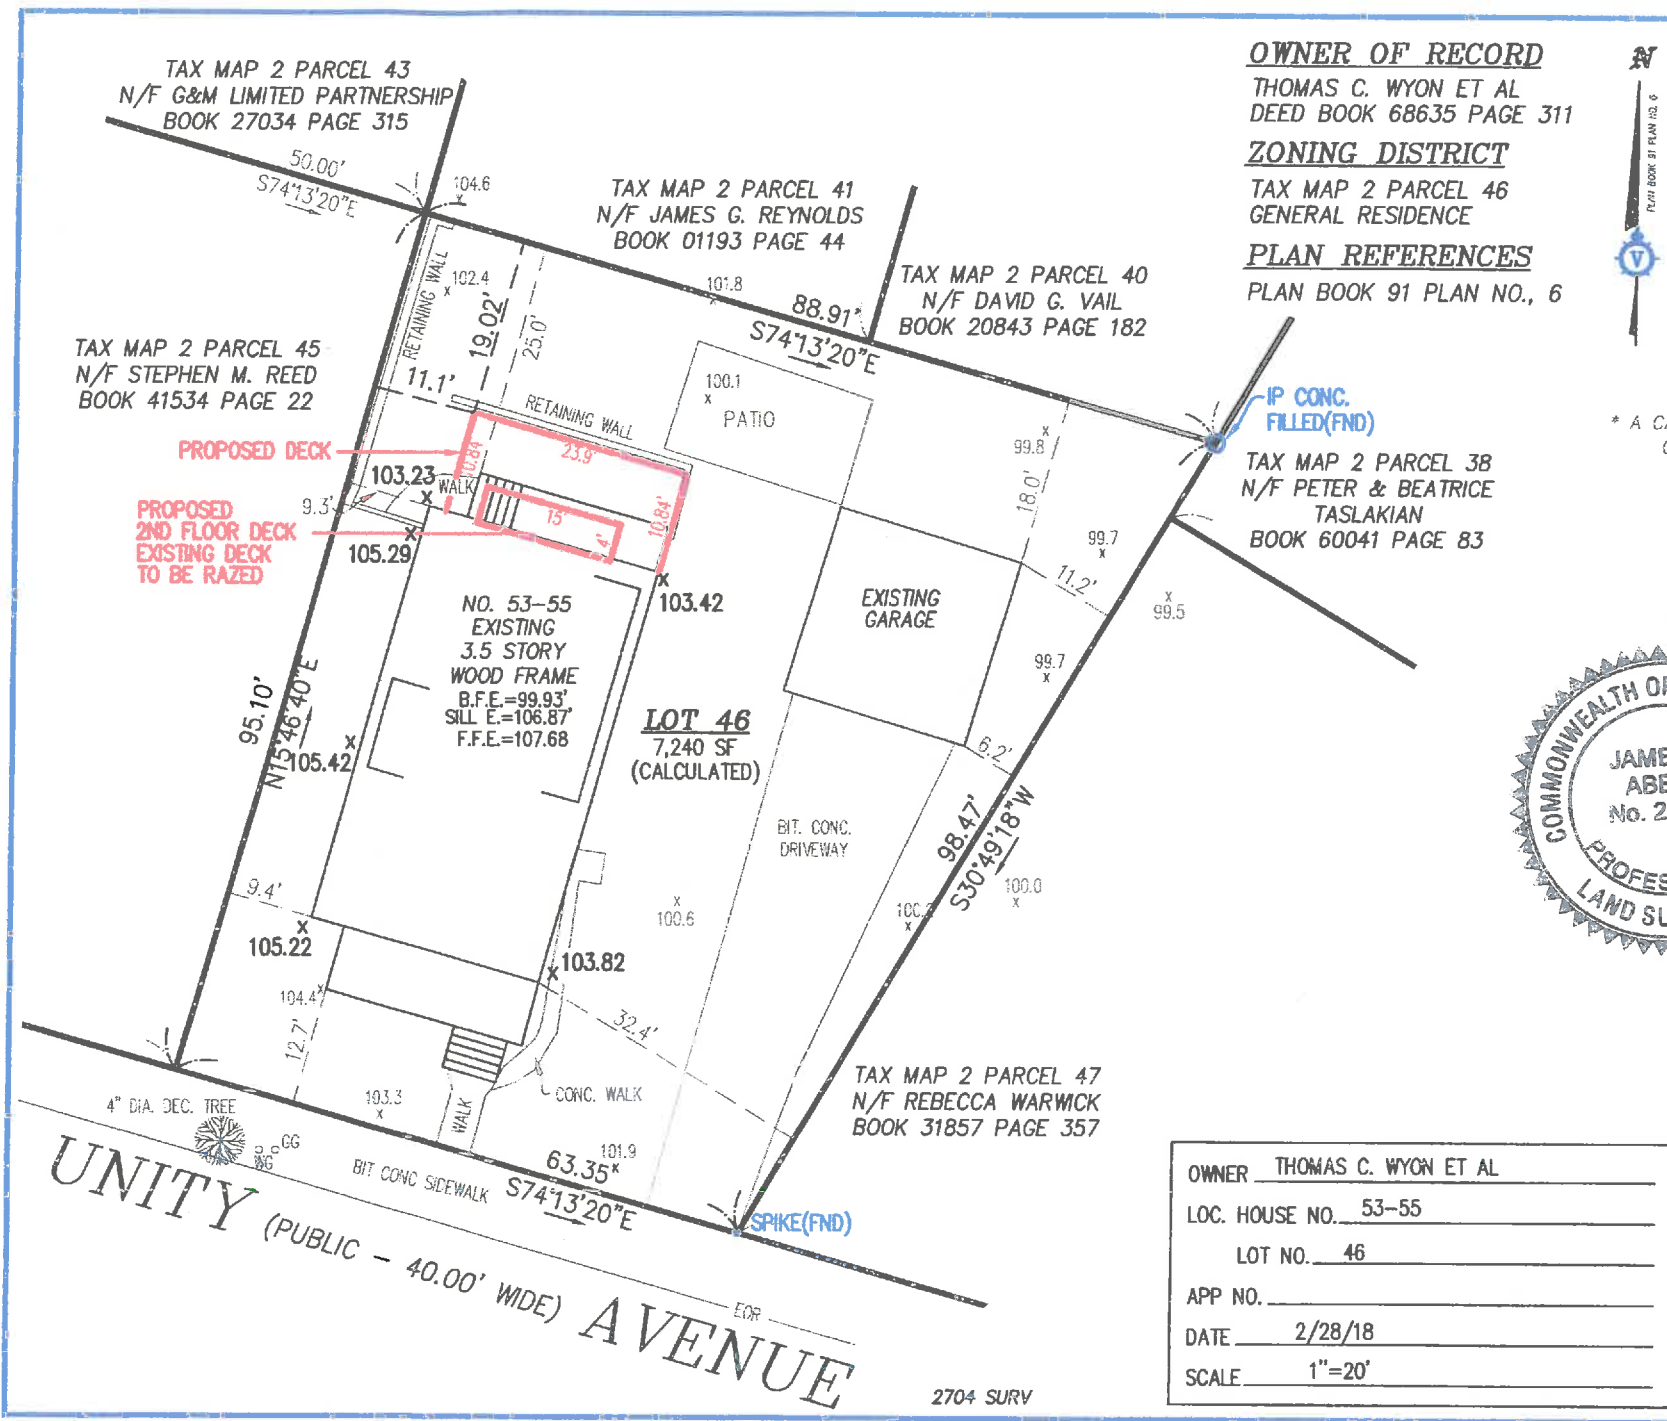 TAX MAP 2 PARCEL 43
N/F G&M LIMITED PARTNERSHIP
BOOK 27034 PAGE 315
50.00'
S74°13'20"E
104.6
TAX MAP 2 PARCEL 41
N/F JAMES G. REYNOLDS
BOOK 01193 PAGE 44
TAX MAP 2 PARCEL 40
N/F DAVID G. VAIL
BOOK 20843 PAGE 182
OWNER OF RECORD
THOMAS C. WYON ET AL
DEED BOOK 68635 PAGE 311
ZONING DISTRICT
TAX MAP 2 PARCEL 46
GENERAL RESIDENCE
PLAN REFERENCES
PLAN BOOK 91 PLAN NO., 6
N
PLAN BOOK 91 PLAN NO. 6
V
* A
RETAINING WALL
102.4
19.02'
25.0'
101.8
88.91'
S74°13'20"E
TAX MAP 2 PARCEL 45
N/F STEPHEN M. REED
BOOK 41534 PAGE 22
11.1'
RETAINING WALL
100.1
PATIO
IP CONC.
FILLED(FND)
99.8
18.0'
TAX MAP 2 PARCEL 38
N/F PETER & BEATRICE
TASLAKIAN
BOOK 60041 PAGE 83
PROPOSED DECK
10.84'
23.9'
103.23
WALK
9.3'
PROPOSED
2ND FLOOR DECK
EXISTING DECK
TO BE RAZED
15'
4'
10.84'
105.29
103.42
99.7
11.2'
99.5
EXISTING
GARAGE
NO. 53-55
EXISTING
3.5 STORY
WOOD FRAME
B.F.E.=99.93'
SILL E.=106.87'
F.F.E.=107.68
99.7
95.10'
N15°46'40"E
105.42
LOT 46
7,240 SF
(CALCULATED)
6.2'
BIT. CONC.
DRIVEWAY
98.47'
S30°49'18"W
COMMONWEALTH OF
JAME
ABE
No. 2
PROFES
LAND SU
9.4'
105.22
100.6
100.0
103.82
104.4
12.7'
32.4'
CONC. WALK
WALK
103.3
TAX MAP 2 PARCEL 47
N/F REBECCA WARWICK
BOOK 31857 PAGE 357
4" DIA. DEC. TREE
GG
WG
BIT CONC SIDEWALK
101.9
63.35'
S74°13'20"E
SPIKE(FND)
UNITY (PUBLIC - 40.00' WIDE) AVENUE
EOR
2704 SURV
OWNER THOMAS C. WYON ET AL
LOC. HOUSE NO. 53-55
LOT NO. 46
APP NO.
DATE 2/28/18
SCALE 1"=20'